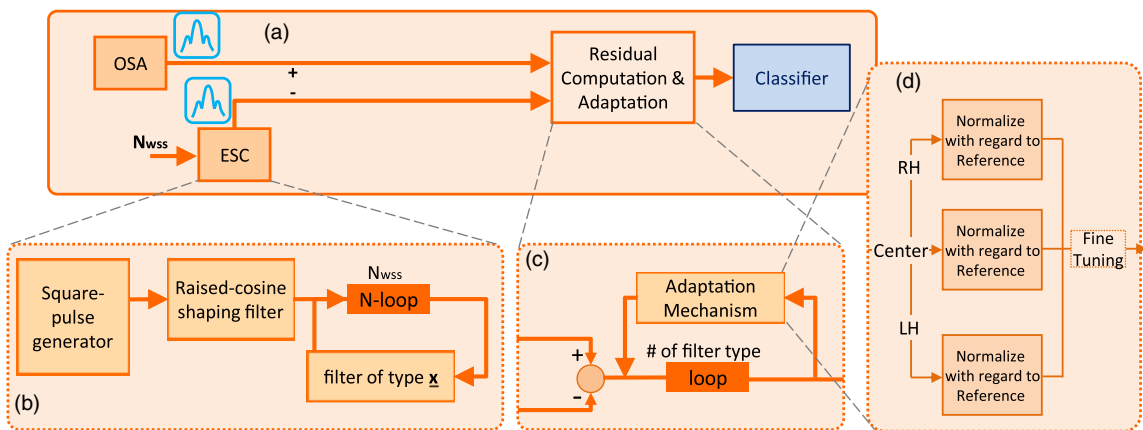 (a)
OSA
+
-
Nwss
ESC
Residual
Computation &
Adaptation
Classifier
(b)
Square-
pulse
generator
Raised-cosine
shaping filter
Nwss
N-loop
filter of type x
(c)
Adaptation
Mechanism
+
-
# of filter type
loop
(d)
RH
Center
LH
Normalize
with regard to
Reference
Normalize
with regard to
Reference
Normalize
with regard to
Reference
Fine
Tuning